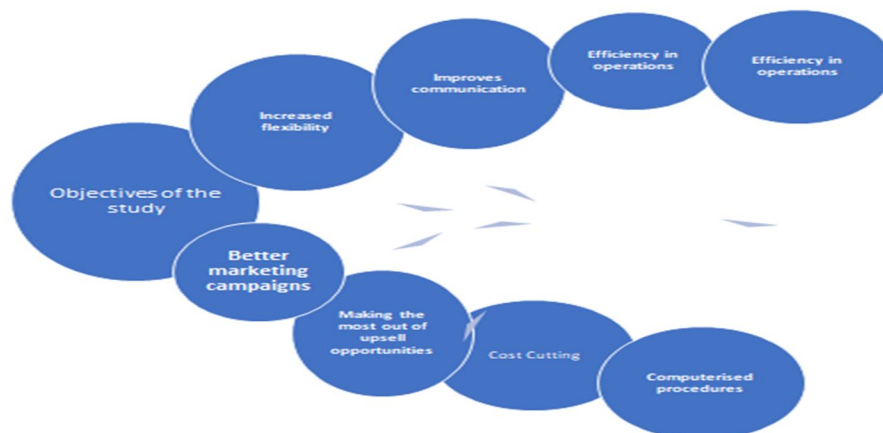 Objectives of the
study
Increased
flexibility
Improves
communication
Efficiency in
operations
Efficiency in
operations
Better
marketing
campaigns
Making the
most out of
upsell
opportunities
Cost Cutting
Computerised
procedures